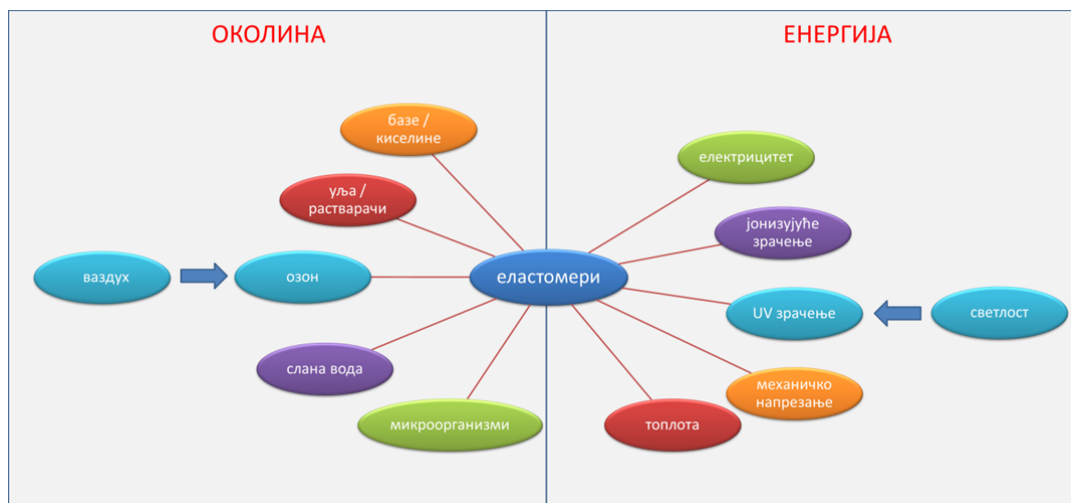 ОКОЛИНА
ЕНЕРГИЈА
базе /
киселине
уља /
растварачи
ваздух
озон
слана вода
микроорганизми
еластомери
електрицитет
јонизујуће
зрачење
UV зрачење
светлост
механичко
напрезање
топлота